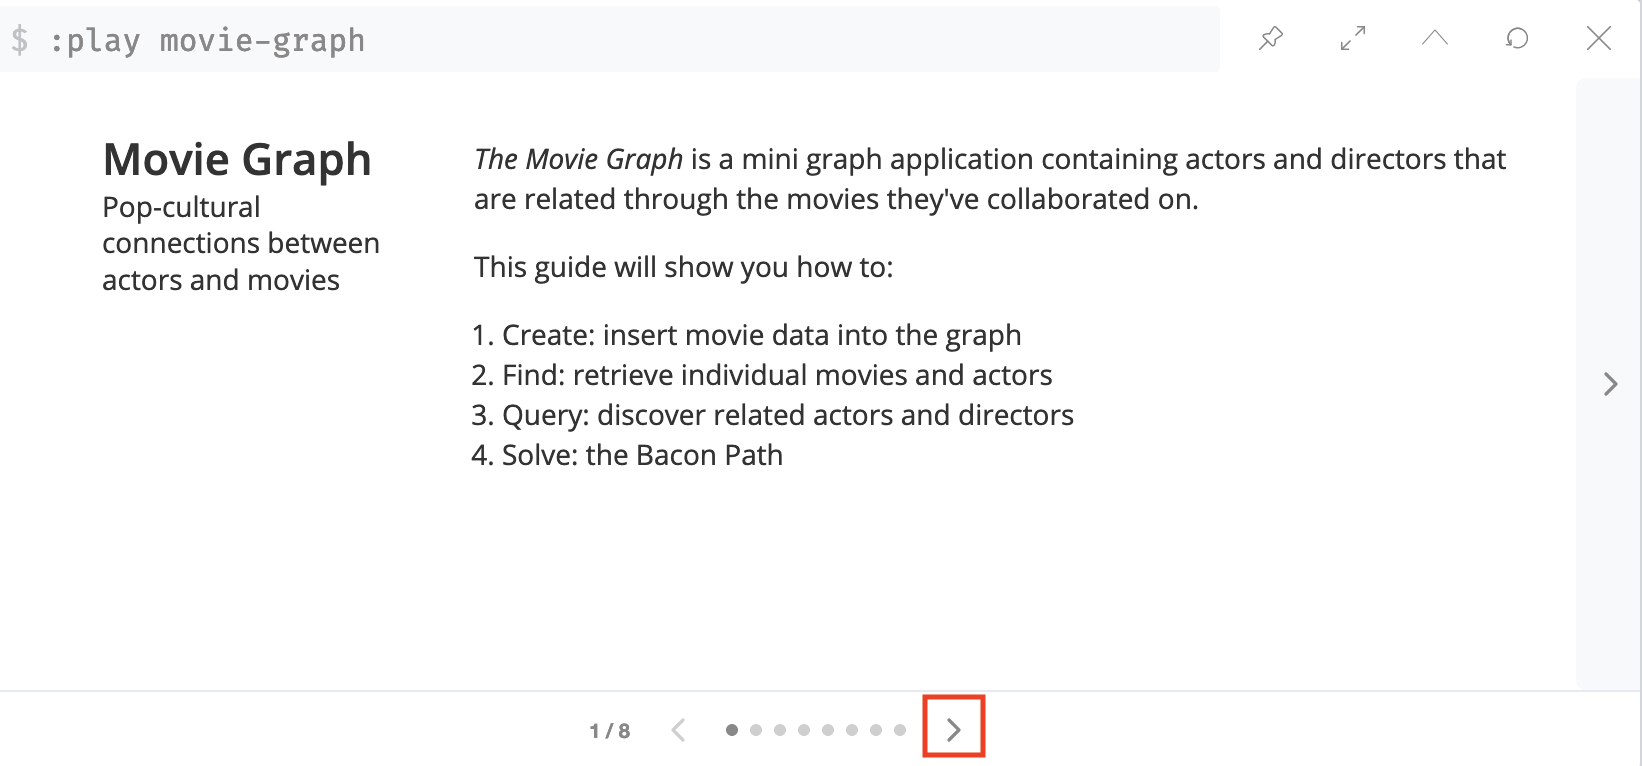 $ :play movie-graph
Movie Graph
Pop-cultural
connections between
actors and movies
The Movie Graph is a mini graph application containing actors and directors that
are related through the movies they've collaborated on.
This guide will show you how to:
1. Create: insert movie data into the graph
2. Find: retrieve individual movies and actors
3. Query: discover related actors and directors
4. Solve: the Bacon Path
1 / 8